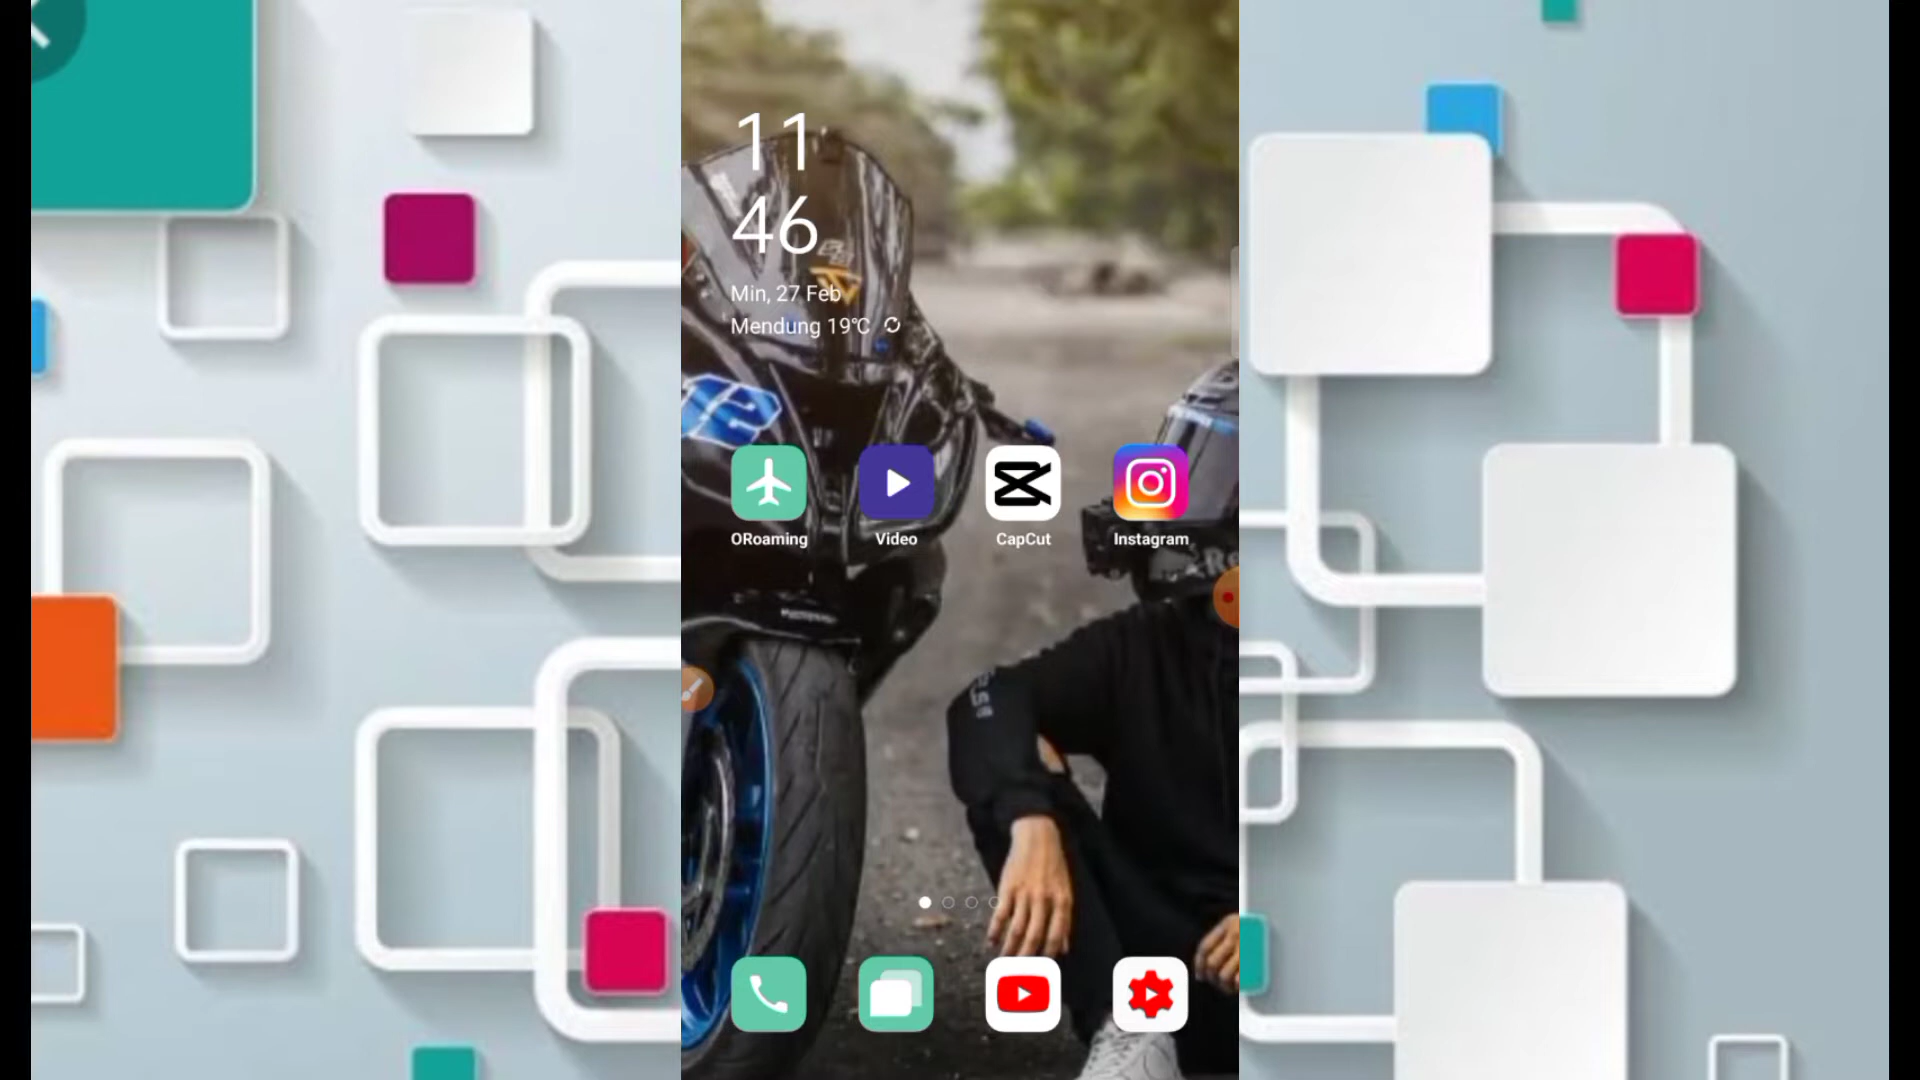 11
46
Min, 27 Feb
Mendung 19°C
ORoaming
Video
CapCut
Instagram